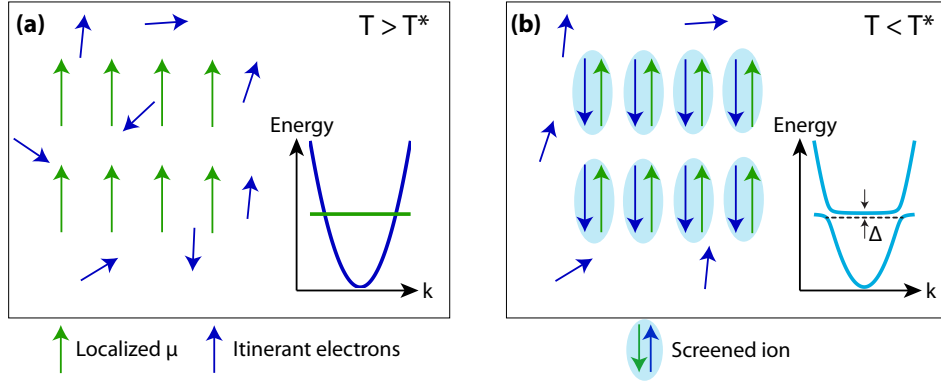 (a)
T > T*
Energy
k
(b)
T < T*
Energy
Δ
k
Localized μ
Itinerant electrons
Screened ion